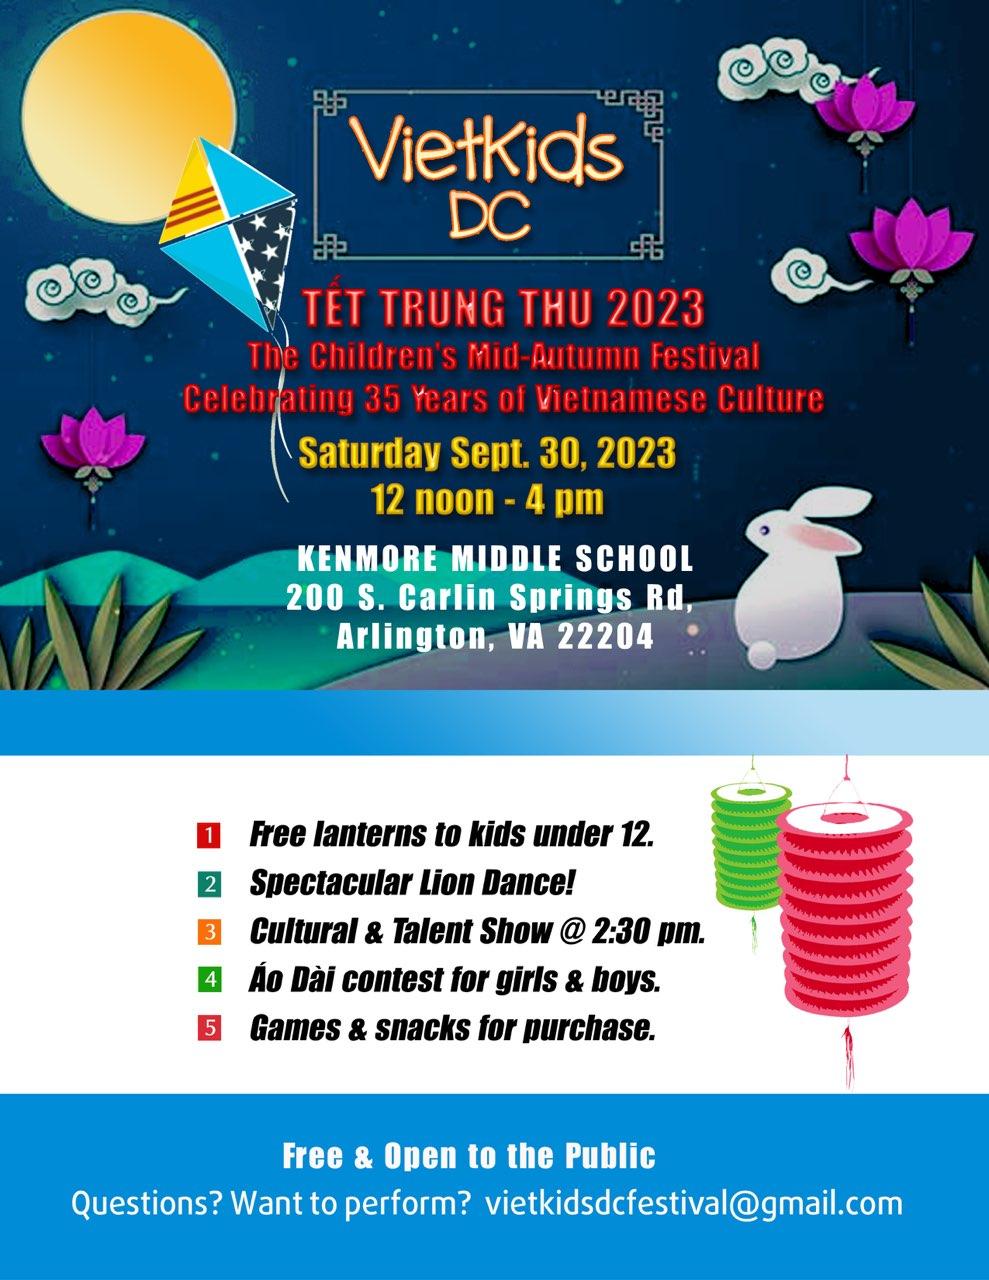 VietKids
DC
TẾT TRUNG THU 2023
The Children's Mid-Autumn Festival
Celebrating 35 Years of Vietnamese Culture
Saturday Sept. 30, 2023
12 noon - 4 pm
KENMORE MIDDLE SCHOOL
200 S. Carlin Springs Rd,
Arlington, VA 22204
1 Free lanterns to kids under 12.
2 Spectacular Lion Dance!
3 Cultural & Talent Show @ 2:30 pm.
4 Áo Dài contest for girls & boys.
5 Games & snacks for purchase.
Free & Open to the Public
Questions? Want to perform? vietkidsdcfestival@gmail.com